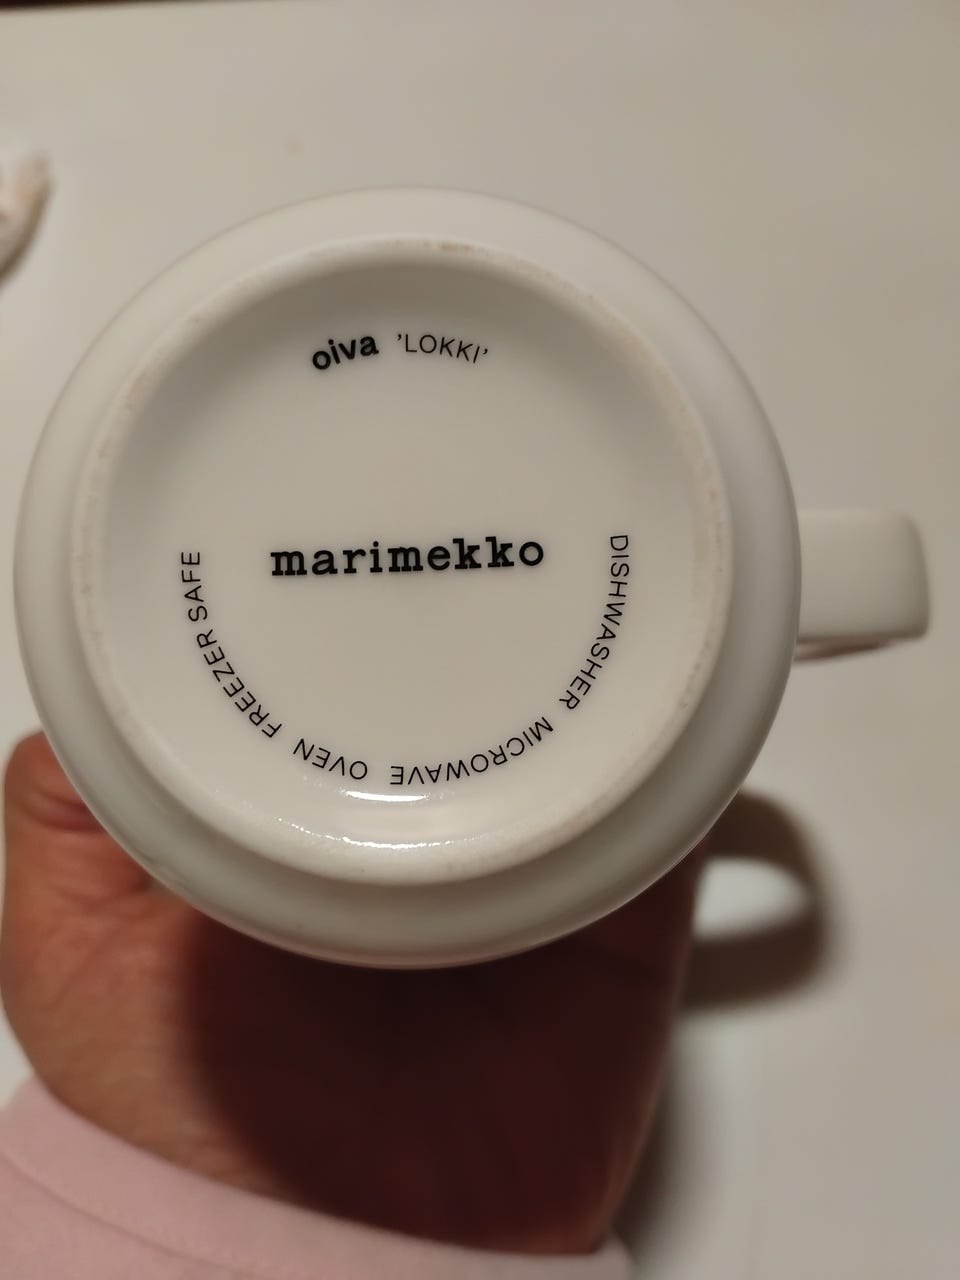 oiva 'LOKKI'
marimekko
DISHWASHER MICROWAVE OVEN FREEZER SAFE